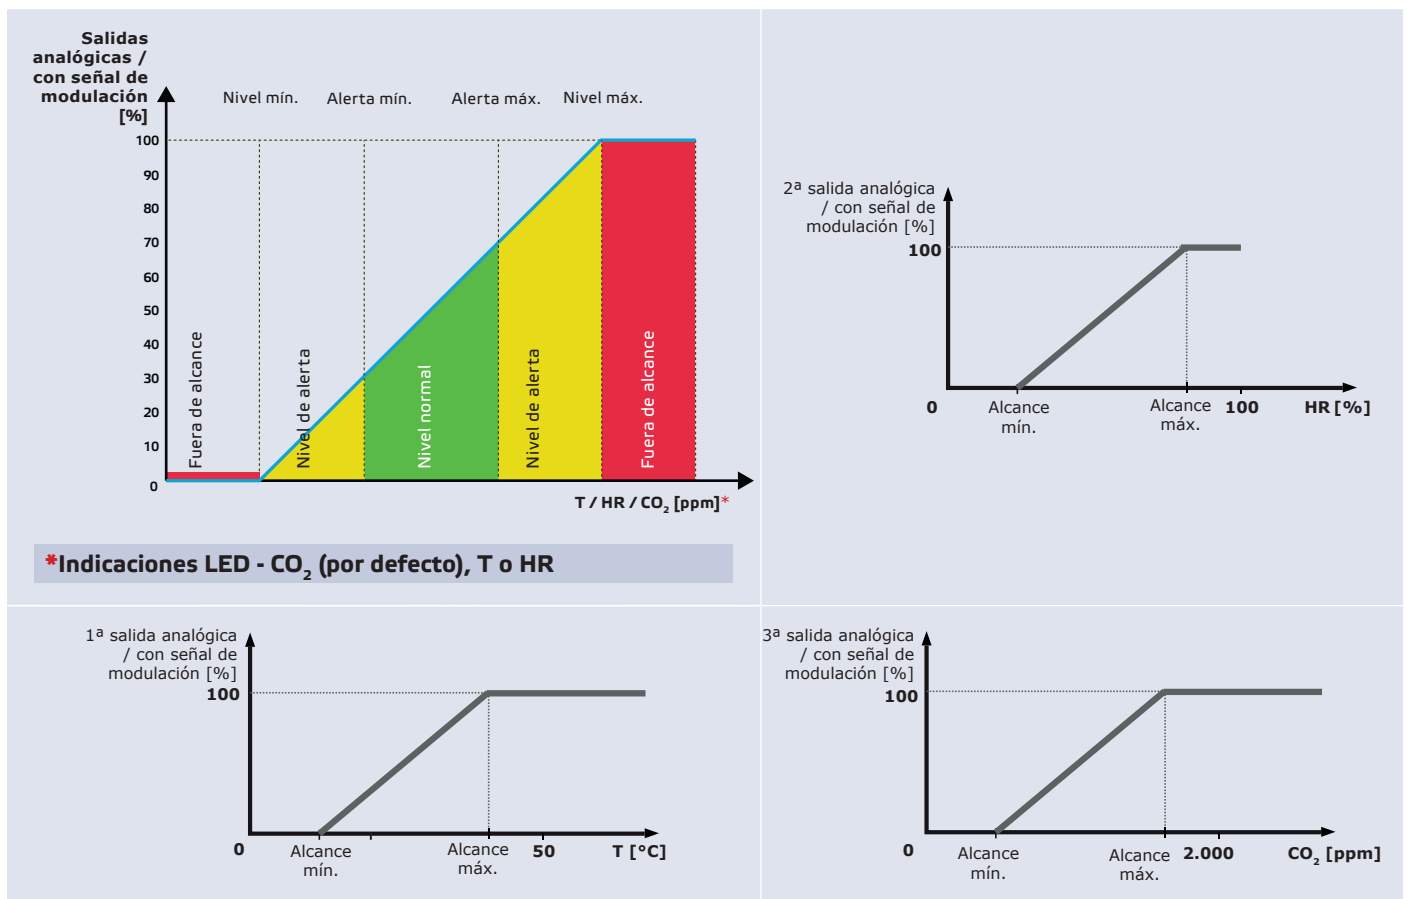 Salidas
analógicas /
con señal de
modulación
[%]
Nivel mín.
Alerta mín.
Alerta máx.
Nivel máx.
100
90
80
70
60
50
40
30
20
10
0
Fuera de alcance
Nivel de alerta
Nivel normal
Nivel de alerta
Fuera de alcance
T / HR / CO₂ [ppm]*
*Indicaciones LED - CO₂ (por defecto), T o HR
2ª salida analógica
/ con señal de
modulación [%]
100
0
Alcance
mín.
Alcance
máx.
100
HR [%]
1ª salida analógica
/ con señal de
modulación [%]
100
0
Alcance
mín.
Alcance
máx.
50
T [°C]
3ª salida analógica
/ con señal de
modulación [%]
100
0
Alcance
mín.
Alcance
máx.
2.000
CO₂ [ppm]